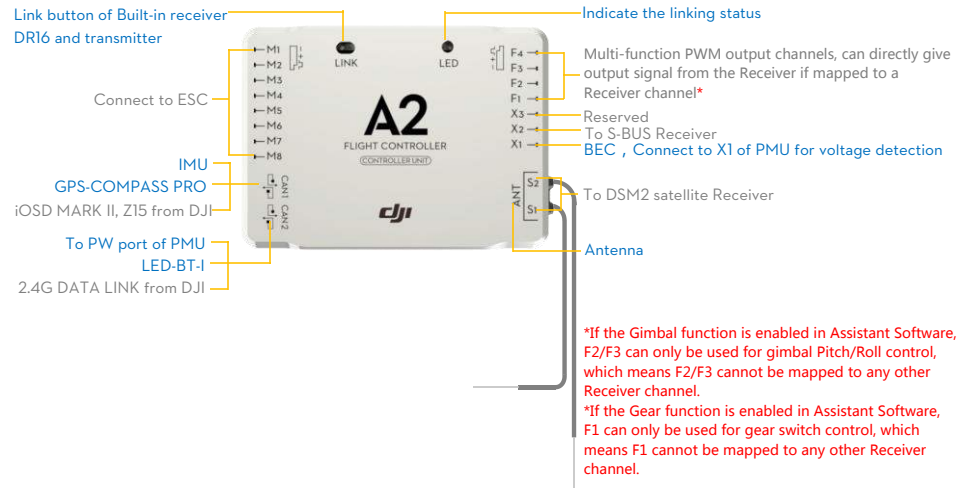 Link button of Built-in receiver
DR16 and transmitter
Connect to ESC
IMU
GPS-COMPASS PRO
iOSD MARK II, Z15 from DJI
To PW port of PMU
LED-BT-I
2.4G DATA LINK from DJI
M1
M2
M3
M4
M5
M6
M7
M8
+
CAN1
CAN2
LINK
LED
A2
FLIGHT CONTROLLER
CONTROLLER UNIT
dji
F4
F3
F2
F1
X3
X2
X1
+
ANT
S2
S1
Indicate the linking status
Multi-function PWM output channels, can directly give
output signal from the Receiver if mapped to a
Receiver channel*
Reserved
To S-BUS Receiver
BEC，Connect to X1 of PMU for voltage detection
To DSM2 satellite Receiver
Antenna
*If the Gimbal function is enabled in Assistant Software,
F2/F3 can only be used for gimbal Pitch/Roll control,
which means F2/F3 cannot be mapped to any other
Receiver channel.
*If the Gear function is enabled in Assistant Software,
F1 can only be used for gear switch control, which
means F1 cannot be mapped to any other Receiver
channel.